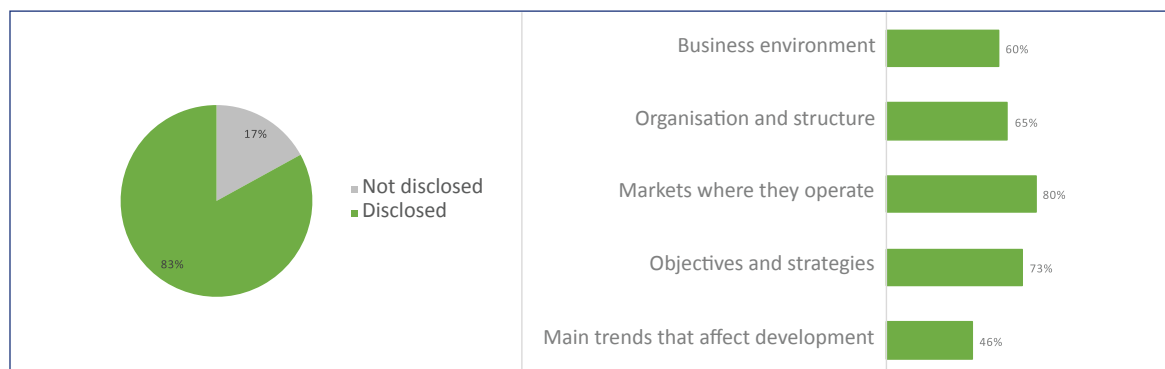 17%
83%
Not disclosed
Disclosed
Business environment 60%
Organisation and structure 65%
Markets where they operate 80%
Objectives and strategies 73%
Main trends that affect development 46%